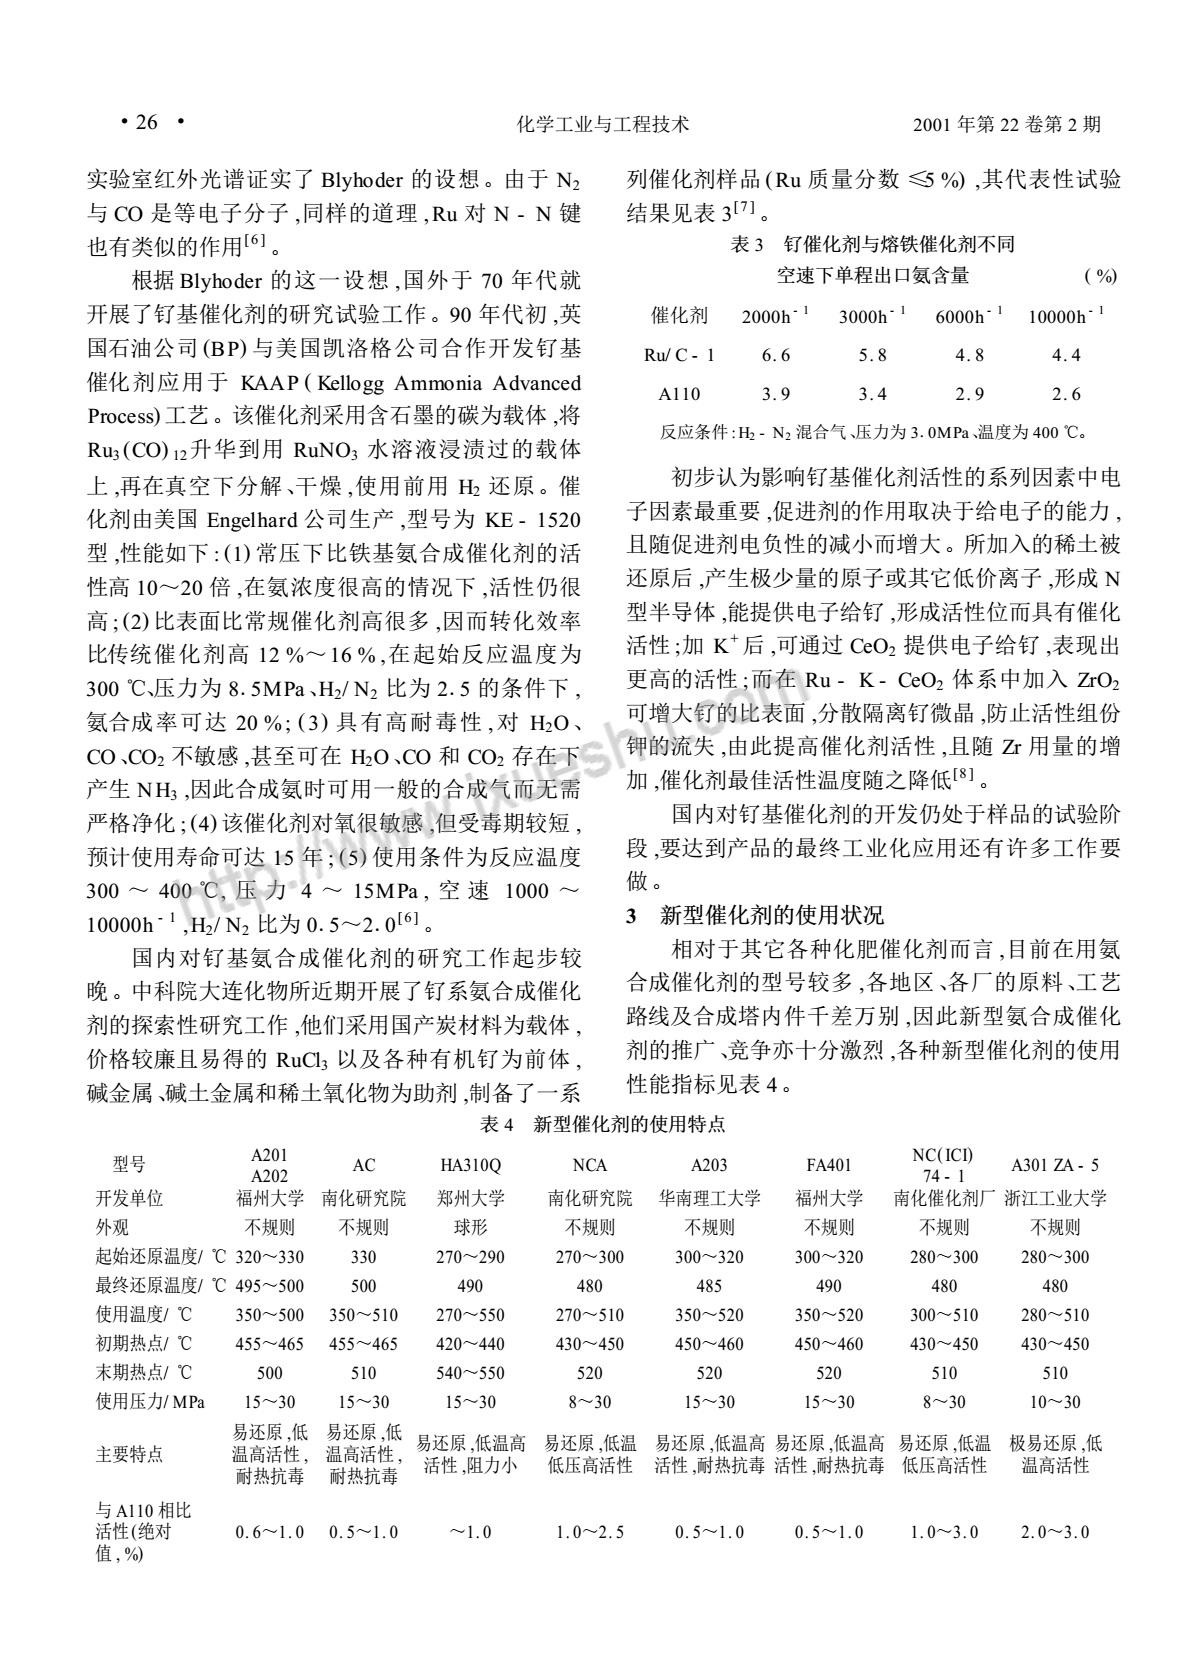 ·26·
化学工业与工程技术
2001 年第 22 卷第 2 期
实验室红外光谱证实了 Blyholder 的设想。由于 N₂
与 CO 是等电子分子,同样的道理,Ru 对 N - N 键
也有类似的作用[6]。
根据 Blyholder 的这一设想,国外于 70 年代就
开展了钌基催化剂的研究试验工作。90 年代初,英
国石油公司(BP)与美国凯洛格公司合作开发钌基
催化剂应用于 KAAP ( Kellogg Ammonia Advanced
Process)工艺。该催化剂采用含石墨的碳为载体,将
Ru₃(CO)₁₂升华到用 RuNO₃ 水溶液浸渍过的载体
上,再在真空下分解、干燥,使用前用 H₂ 还原。催
化剂由美国 Engelhard 公司生产,型号为 KE - 1520
型,性能如下:(1) 常压下比铁基氨合成催化剂的活
性高 10～20 倍,在氨浓度很高的情况下,活性仍很
高;(2)比表面比常规催化剂高很多,因而转化效率
比传统催化剂高 12 %～16 %,在起始反应温度为
300 ℃、压力为 8. 5MPa、H₂/ N₂ 比为 2. 5 的条件下,
氨合成率可达 20 %; (3) 具有高耐毒性,对 H₂O、
CO、CO₂ 不敏感,甚至可在 H₂O、CO 和 CO₂ 存在下
产生 NH₃ ,因此合成氨时可用一般的合成气而无需
严格净化;(4)该催化剂对氧很敏感,但受毒期较短,
预计使用寿命可达 15 年;(5)使用条件为反应温度
300 ～ 400 ℃, 压力 4 ～ 15MPa , 空速 1000 ～
10000h⁻¹ ,H₂/ N₂ 比为 0. 5～2. 0[6]。
国内对钌基氨合成催化剂的研究工作起步较
晚。中科院大连化物所近期开展了钌系氨合成催化
剂的探索性研究工作,他们采用国产炭材料为载体,
价格较廉且易得的 RuCl₃ 以及各种有机钌为前体,
碱金属、碱土金属和稀土氧化物为助剂,制备了一系
列催化剂样品(Ru 质量分数 ≤5 %) ,其代表性试验
结果见表 3[7]。
表 3 钌催化剂与熔铁催化剂不同
空速下单程出口氨含量 ( %)
催化剂 2000h⁻¹ 3000h⁻¹ 6000h⁻¹ 10000h⁻¹
Ru/ C - 1 6. 6 5. 8 4. 8 4. 4
A110 3. 9 3. 4 2. 9 2. 6
反应条件:H₂ - N₂ 混合气、压力为 3. 0MPa、温度为 400 ℃。
初步认为影响钌基催化剂活性的系列因素中电
子因素最重要,促进剂的作用取决于给电子的能力,
且随促进剂电负性的减小而增大。所加入的稀土被
还原后,产生极少量的原子或其它低价离子,形成 N
型半导体,能提供电子给钌,形成活性位而具有催化
活性;加 K⁺后,可通过 CeO₂ 提供电子给钌,表现出
更高的活性;而在 Ru - K - CeO₂ 体系中加入 ZrO₂
可增大钌的比表面,分散隔离钌微晶,防止活性组份
钾的流失,由此提高催化剂活性,且随 Zr 用量的增
加,催化剂最佳活性温度随之降低[8]。
国内对钌基催化剂的开发仍处于样品的试验阶
段,要达到产品的最终工业化应用还有许多工作要
做。
3 新型催化剂的使用状况
相对于其它各种化肥催化剂而言,目前在用氨
合成催化剂的型号较多,各地区、各厂的原料、工艺
路线及合成塔内件千差万别,因此新型氨合成催化
剂的推广、竞争亦十分激烈,各种新型催化剂的使用
性能指标见表 4。
表 4 新型催化剂的使用特点
型号 A201 A202 AC HA310Q NCA A203 FA401 NC(ICI) 74 - 1 A301 ZA - 5
开发单位 福州大学 南化研究院 郑州大学 南化研究院 华南理工大学 福州大学 南化催化剂厂 浙江工业大学
外观 不规则 不规则 球形 不规则 不规则 不规则 不规则 不规则
起始还原温度/ ℃ 320～330 330 270～290 270～300 300～320 300～320 280～300 280～300
最终还原温度/ ℃ 495～500 500 490 480 485 490 480 480
使用温度/ ℃ 350～500 350～510 270～550 270～510 350～520 350～520 300～510 280～510
初期热点/ ℃ 455～465 455～465 420～440 430～450 450～460 450～460 430～450 430～450
末期热点/ ℃ 500 510 540～550 520 520 520 510 510
使用压力/ MPa 15～30 15～30 15～30 8～30 15～30 15～30 8～30 10～30
主要特点 易还原,低温高活性,耐热抗毒 易还原,低温高活性,耐热抗毒 易还原,低温高活性,阻力小 易还原,低温低压高活性 易还原,低温高活性,耐热抗毒 易还原,低温高活性,耐热抗毒 易还原,低温低压高活性 极易还原,低温高活性
与 A110 相比活性(绝对值, %) 0. 6～1. 0 0. 5～1. 0 ～1. 0 1. 0～2. 5 0. 5～1. 0 0. 5～1. 0 1. 0～3. 0 2. 0～3. 0
http://www.ixueshu.com